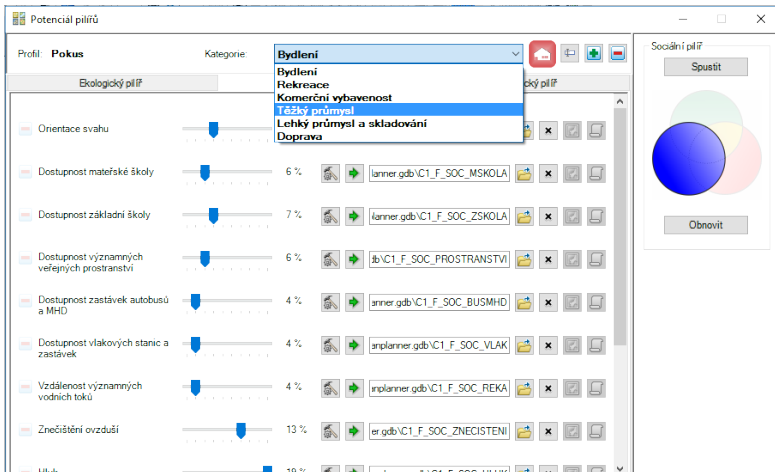 Potenciál pilířů
Profil: Pokus
Kategorie:
Bydlení
Bydlení
Rekreace
Komerční vybavenost
Těžký průmysl
Lehký průmysl a skladování
Doprava
Ekologický pilíř
cký pilíř
Orientace svahu
Dostupnost mateřské školy
6 %
lanner.gdb\C1_F_SOC_MSKOLA
Dostupnost základní školy
7 %
lanner.gdb\C1_F_SOC_ZSKOLA
Dostupnost významných
veřejných prostranství
6 %
db\C1_F_SOC_PROSTRANSTVI
Dostupnost zastávek autobusů
a MHD
4 %
anner.gdb\C1_F_SOC_BUSMHD
Dostupnost vlakových stanic a
zastávek
4 %
anplanner.gdb\C1_F_SOC_VLAK
Vzdálenost významných
vodních toků
4 %
anplanner.gdb\C1_F_SOC_REKA
Znečištění ovzduší
13 %
er.gdb\C1_F_SOC_ZNECISTENI
Hluk
19 %
Sociální pilíř
Spustit
Obnovit